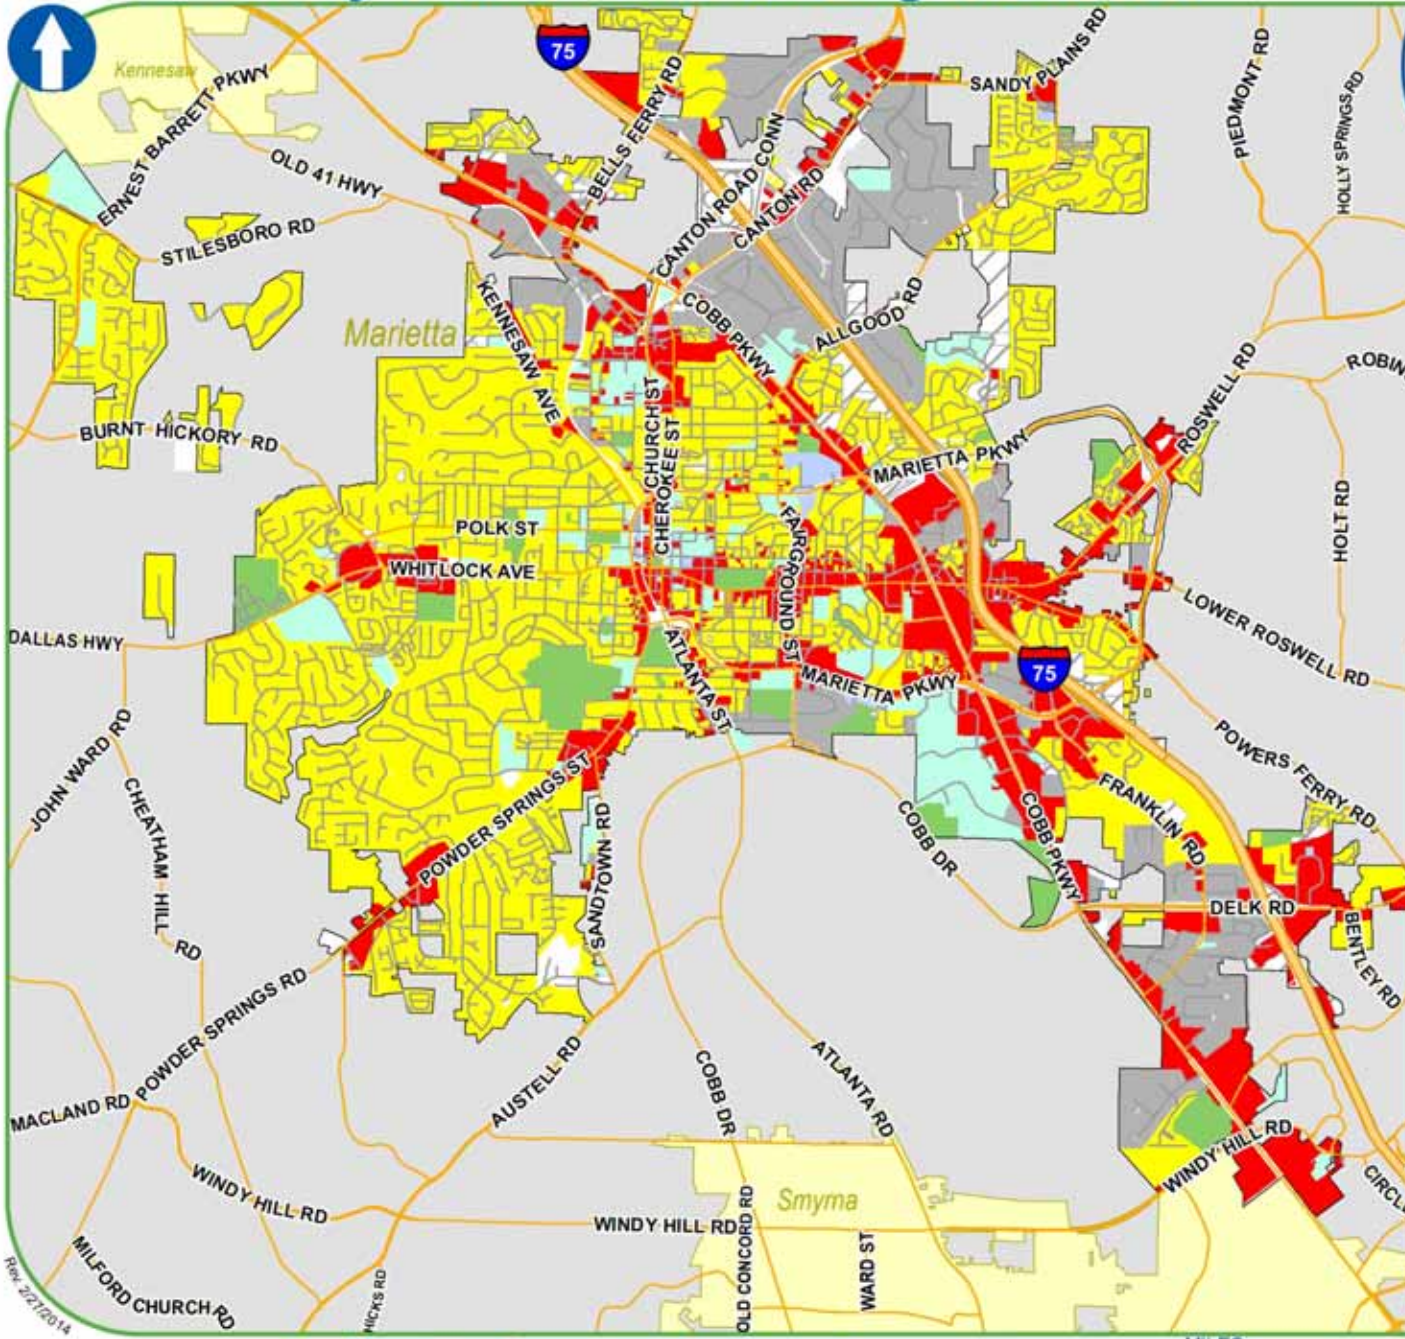 75
SANDY PLAINS RD
PIEDMONT RD
HOLLY SPRINGS RD
Kennesaw
ERNEST BARRETT PKWY
BELLS FERRY RD
OLD 41 HWY
CANTON ROAD CONN
CANTON RD
STILESBORO RD
KENNESAW AVE
COBB PKWY
ALLGOOD RD
Marietta
ROSWELL RD
ROBIN
BURNT HICKORY RD
CHURCH ST
CHEROKEE ST
MARIETTA PKWY
HOLT RD
POLK ST
FAIRGROUND ST
WHITLOCK AVE
LOWER ROSWELL RD
DALLAS HWY
ATLANTA ST
MARIETTA PKWY
75
JOHN WARD RD
CHEATHAM HILL RD
POWDER SPRINGS ST
SANDTOWN RD
COBB DR
COBB PKWY
FRANKLIN RD
POWERS FERRY RD
DELK RD
BENTLEY RD
POWDER SPRINGS RD
MACLAND RD
AUSTELL RD
COBB DR
ATLANTA RD
WINDY HILL RD
CIRCL
WINDY HILL RD
WINDY HILL RD
Smyrna
OLD CONCORD RD
WARD ST
MILFORD CHURCH RD
HICKS RD
Rev. 2/27/2014